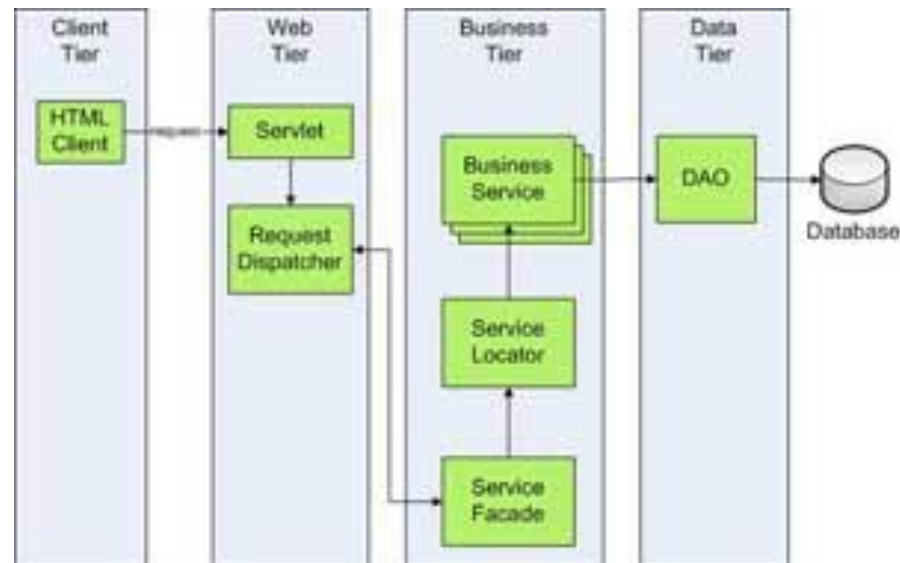 Client
Tier
Web
Tier
Business
Tier
Data
Tier
HTML
Client
request
Servlet
Request
Dispatcher
Business
Service
Service
Locator
Service
Facade
DAO
Database